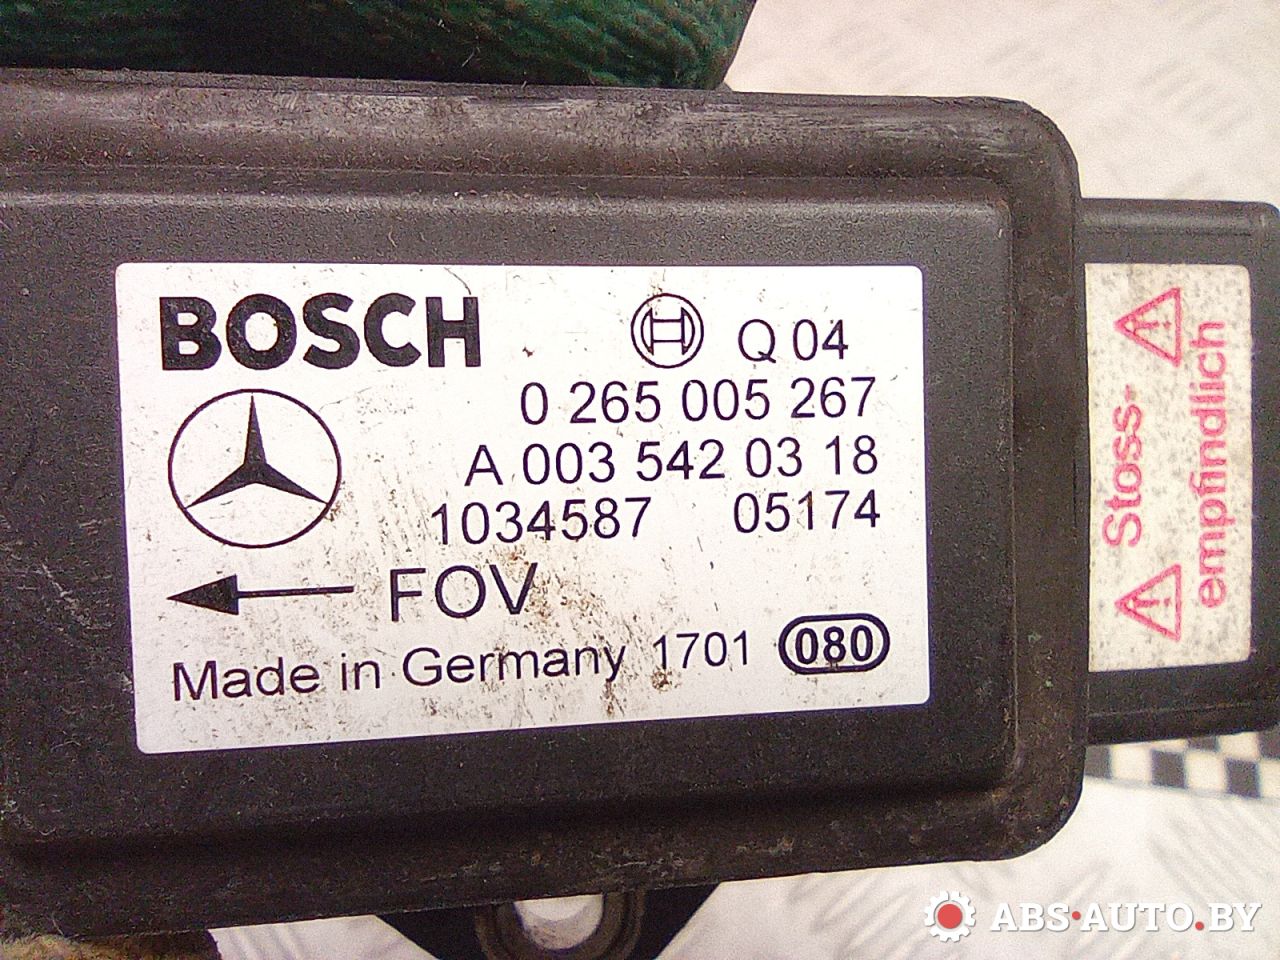 BOSCH
Q 04
0 265 005 267
A 003 542 03 18
1034587 05174
FOV
Made in Germany 1701 080
Stoss-
empfindlich
ABS-AUTO.BY